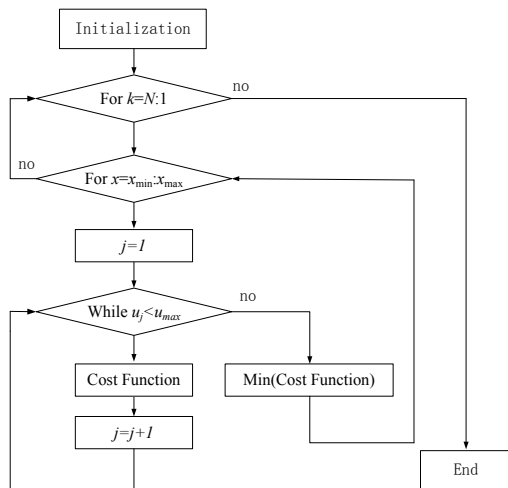 Initialization
For k=N:1
no
no
For x=xmin:xmax
j=1
While uj<umax
no
Cost Function
Min(Cost Function)
j=j+1
End